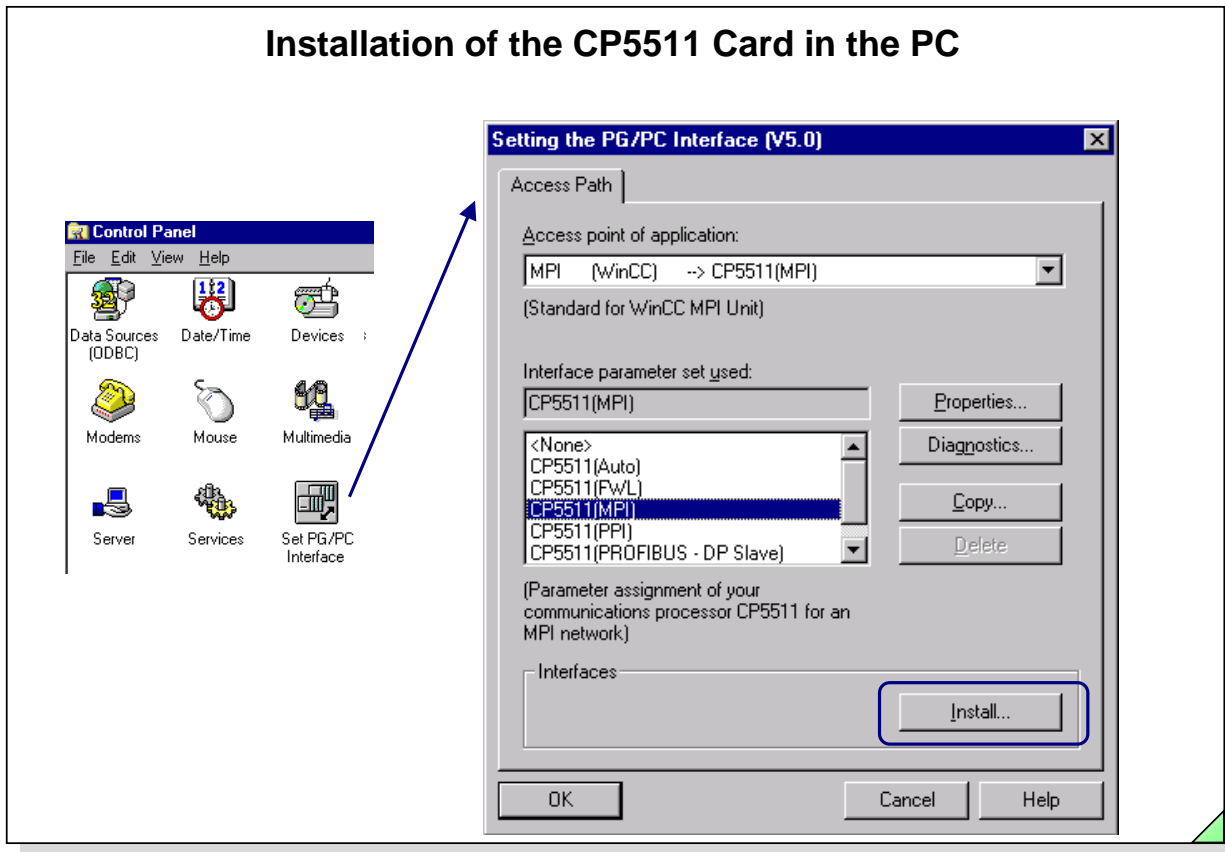 Installation of the CP5511 Card in the PC
Control Panel
File Edit View Help
32
Data Sources
(ODBC)
12
Date/Time
Devices
Modems
Mouse
Multimedia
Server
Services
Set PG/PC
Interface
Setting the PG/PC Interface (V5.0)
Access Path
Access point of application:
MPI (WinCC) --> CP5511(MPI)
(Standard for WinCC MPI Unit)
Interface parameter set used:
CP5511(MPI)
Properties...
<None>
CP5511(Auto)
CP5511(FWL)
CP5511(MPI)
CP5511(PPI)
CP5511(PROFIBUS - DP Slave)
Diagnostics...
Copy...
Delete
(Parameter assignment of your
communications processor CP5511 for an
MPI network)
Interfaces
Install...
OK
Cancel
Help